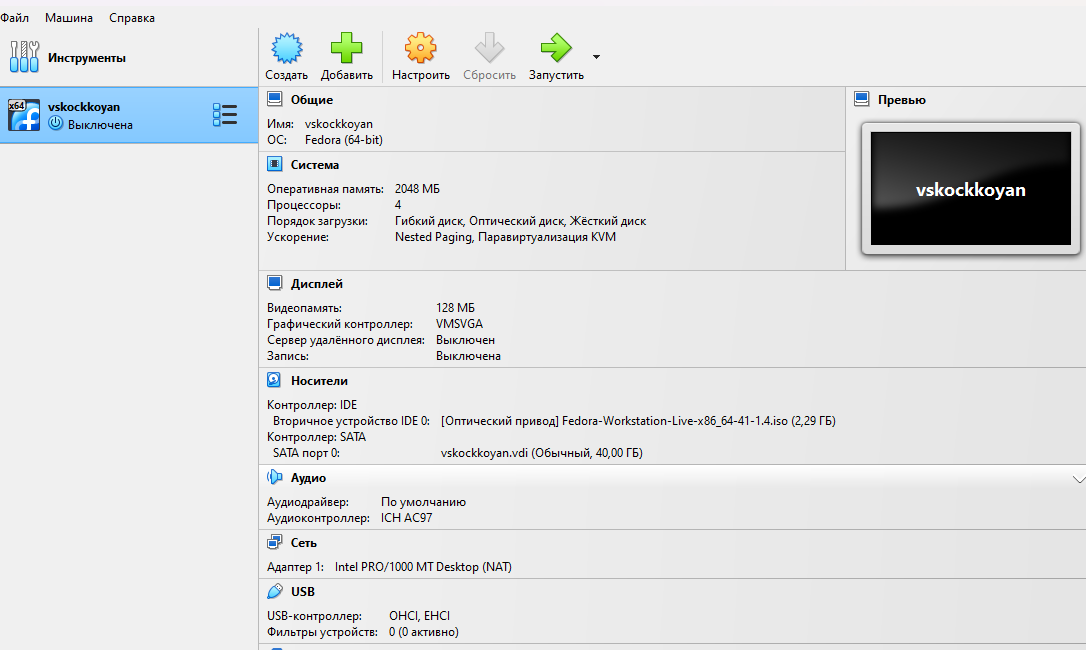 Файл Машина Справка
Инструменты
Создать Добавить Настроить Сбросить Запустить
x64
vskockkoyan
Выключена
Общие
Имя: vskockkoyan
ОС: Fedora (64-bit)
Превью
vskockkoyan
Система
Оперативная память: 2048 МБ
Процессоры: 4
Порядок загрузки: Гибкий диск, Оптический диск, Жёсткий диск
Ускорение: Nested Paging, Паравиртуализация KVM
Дисплей
Видеопамять: 128 МБ
Графический контроллер: VMSVGA
Сервер удалённого дисплея: Выключен
Запись: Выключена
Носители
Контроллер: IDE
Вторичное устройство IDE 0: [Оптический привод] Fedora-Workstation-Live-x86_64-41-1.4.iso (2,29 ГБ)
Контроллер: SATA
SATA порт 0: vskockkoyan.vdi (Обычный, 40,00 ГБ)
Аудио
Аудиодрайвер: По умолчанию
Аудиоконтроллер: ICH AC97
Сеть
Адаптер 1: Intel PRO/1000 MT Desktop (NAT)
USB
USB-контроллер: OHCI, EHCI
Фильтры устройств: 0 (0 активно)